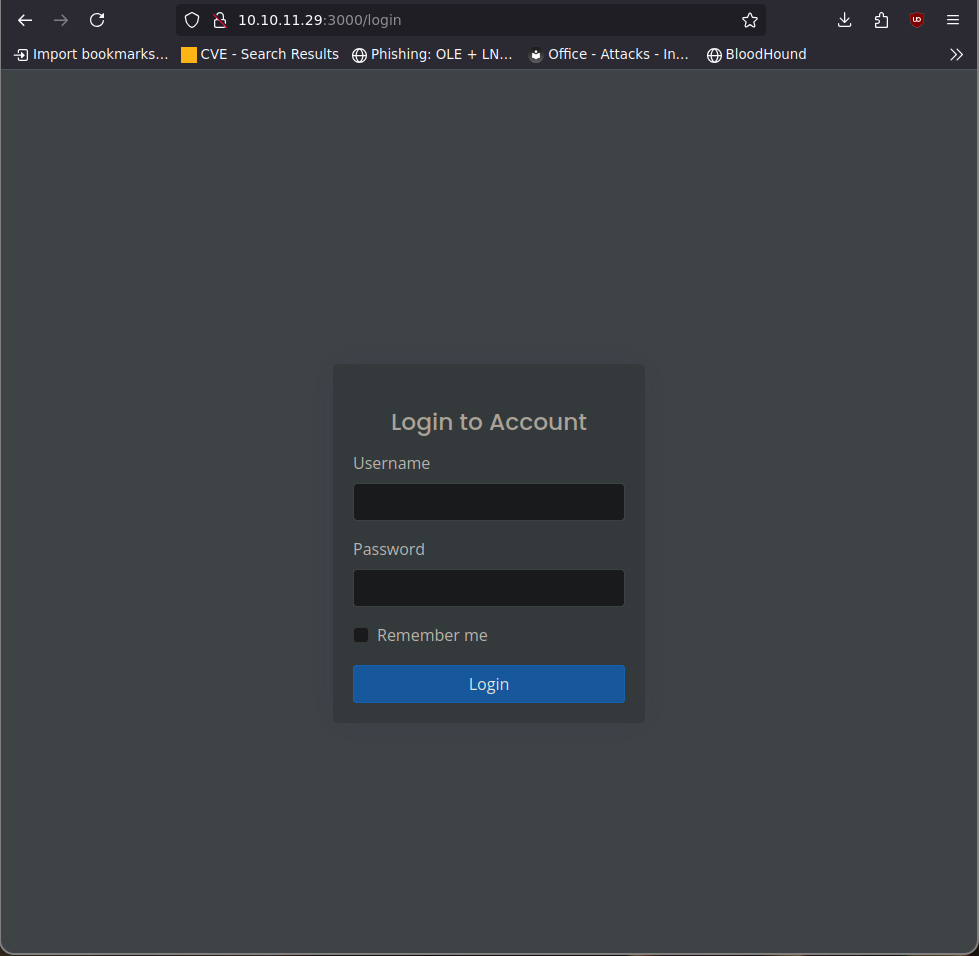 10.10.11.29:3000/login
Import bookmarks... CVE - Search Results Phishing: OLE + LN... Office - Attacks - In... BloodHound
Login to Account
Username
Password
Remember me
Login